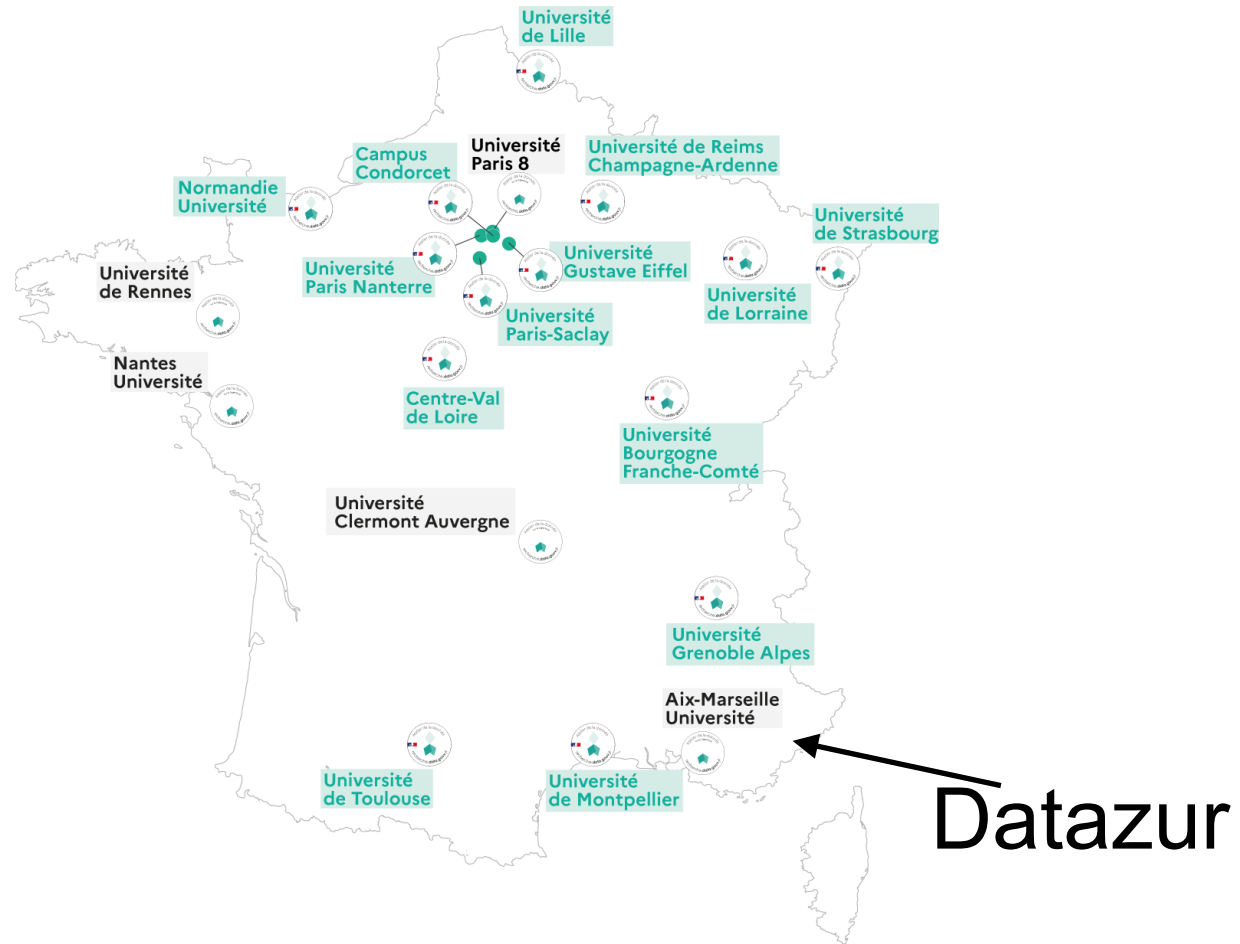 Université
de Lille
Campus
Condorcet
Université
Paris 8
Université de Reims
Champagne-Ardenne
Normandie
Université
Université
de Strasbourg
Université
de Rennes
Université
Paris Nanterre
Université
Gustave Eiffel
Université
de Lorraine
Université
Paris-Saclay
Nantes
Université
Centre-Val
de Loire
Université
Bourgogne
Franche-Comté
Université
Clermont Auvergne
Université
Grenoble Alpes
Aix-Marseille
Université
Université
de Toulouse
Université
de Montpellier
Datazur